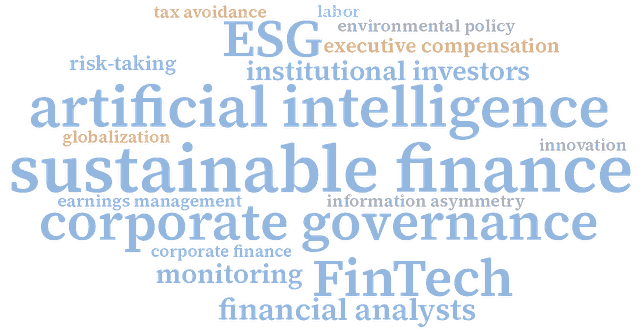 tax avoidance
labor
ESG
environmental policy
executive compensation
risk-taking
institutional investors
artificial intelligence
globalization
innovation
sustainable finance
earnings management
information asymmetry
corporate governance
corporate finance
monitoring
FinTech
financial analysts